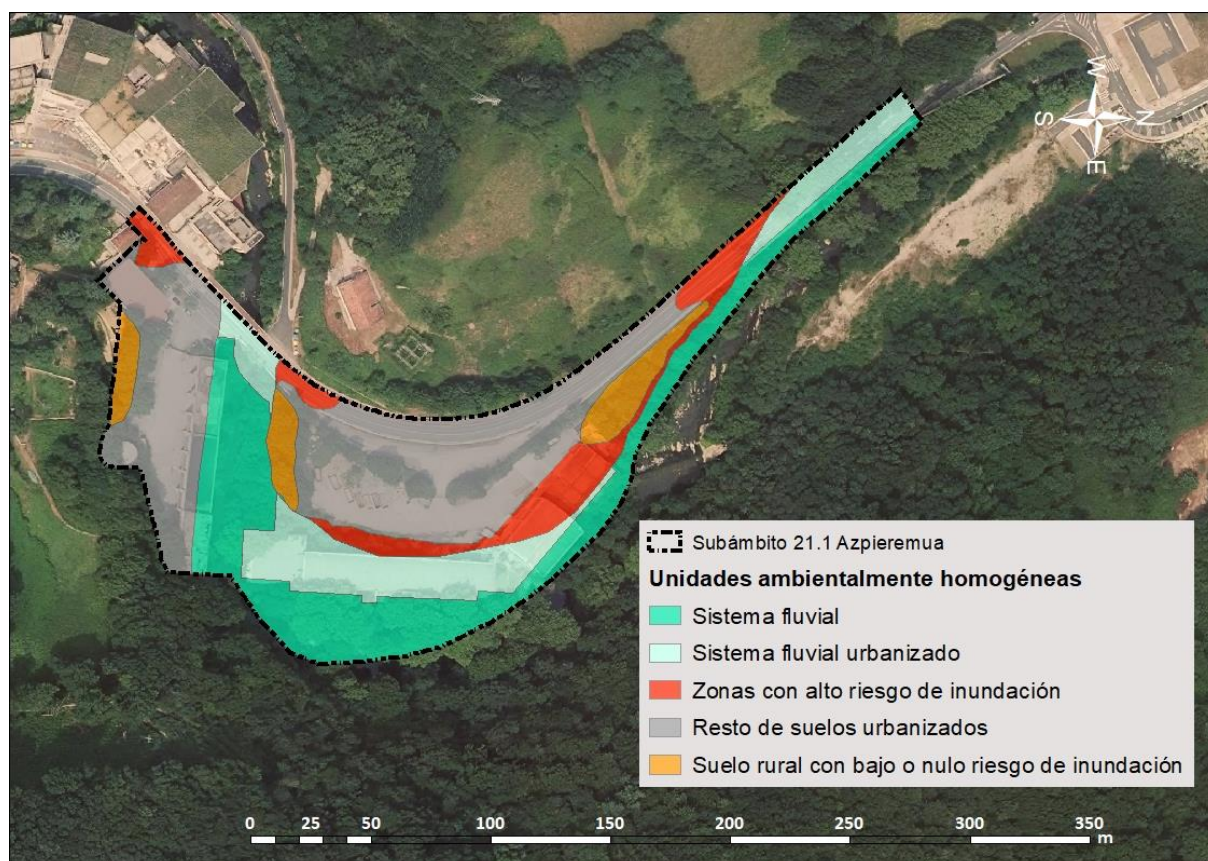 W
S
N
E
Subámbito 21.1 Azpieremua
Unidades ambientalmente homogéneas
Sistema fluvial
Sistema fluvial urbanizado
Zonas con alto riesgo de inundación
Resto de suelos urbanizados
Suelo rural con bajo o nulo riesgo de inundación
0 25 50 100 150 200 250 300 350
m